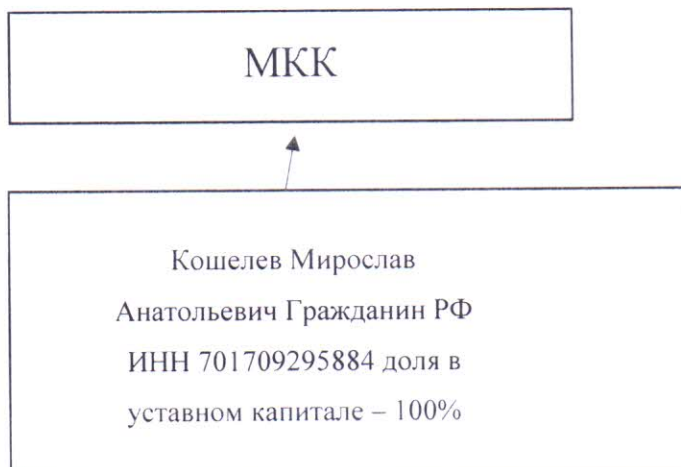 МКК
Кошелев Мирослав
Анатольевич Гражданин РФ
ИНН 701709295884 доля в
уставном капитале – 100%